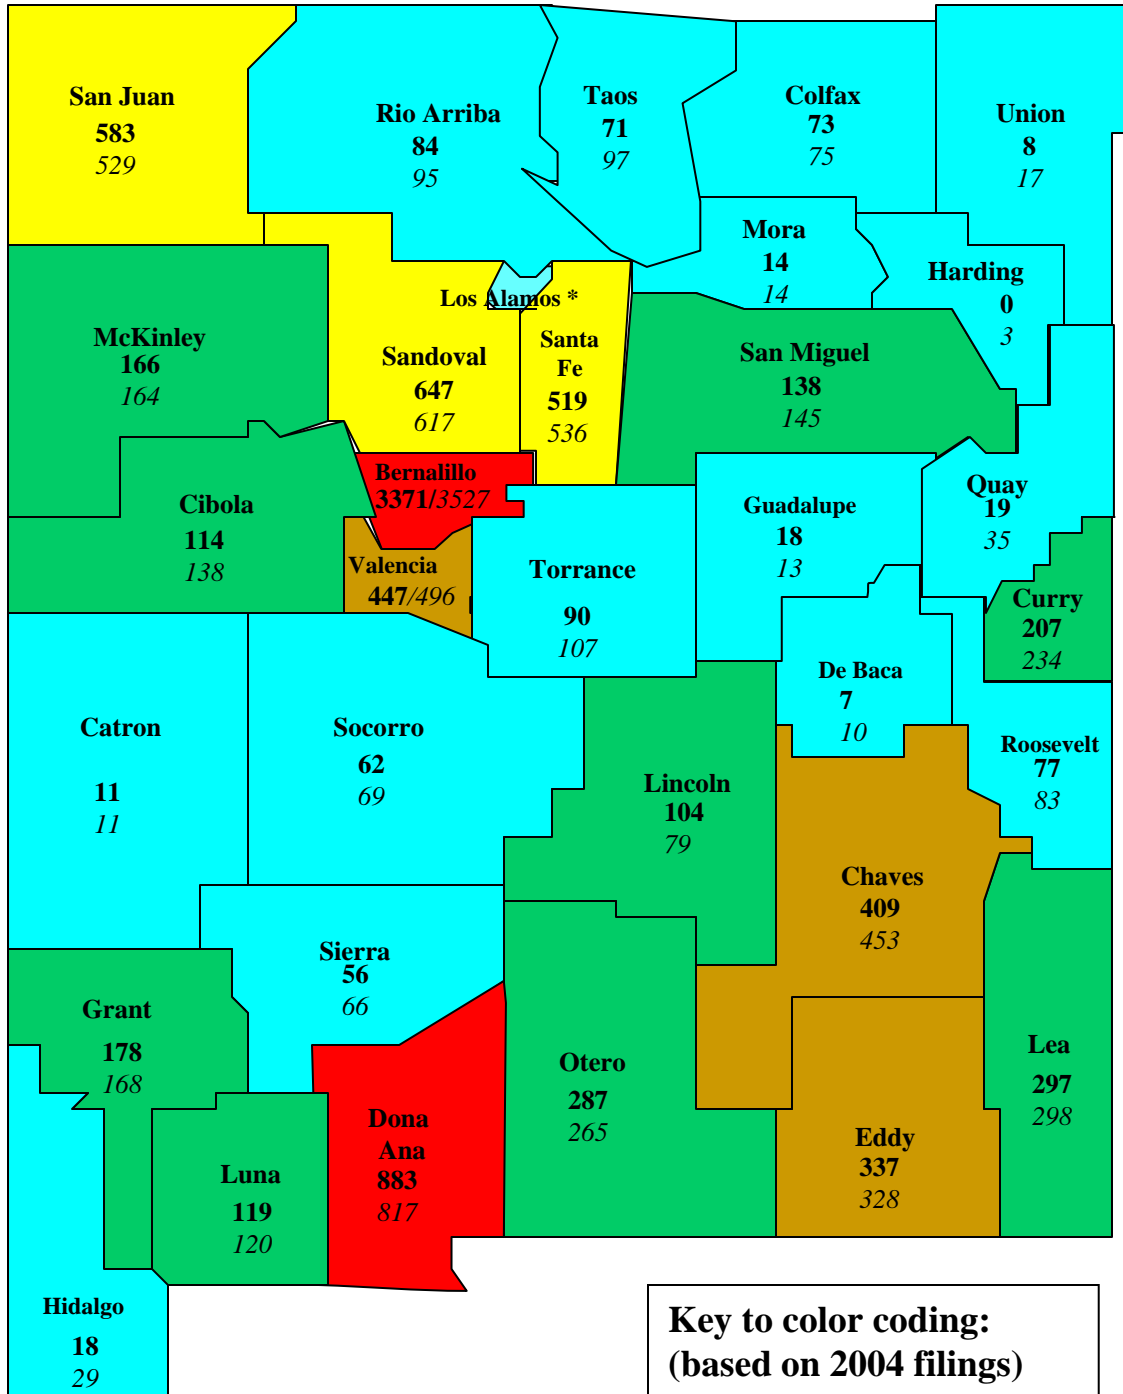 San Juan
583
529
Rio Arriba
84
95
Taos
71
97
Colfax
73
75
Union
8
17
Mora
14
14
Harding
0
3
Los Alamos *
McKinley
166
164
Sandoval
647
617
Santa
Fe
519
536
San Miguel
138
145
Bernalillo
3371/3527
Cibola
114
138
Valencia
447/496
Torrance
90
107
Guadalupe
18
13
Quay
19
35
Curry
207
234
De Baca
7
10
Catron
11
11
Socorro
62
69
Lincoln
104
79
Roosevelt
77
83
Chaves
409
453
Sierra
56
66
Grant
178
168
Otero
287
265
Lea
297
298
Dona
Ana
883
817
Eddy
337
328
Luna
119
120
Hidalgo
18
29
Key to color coding:
(based on 2004 filings)